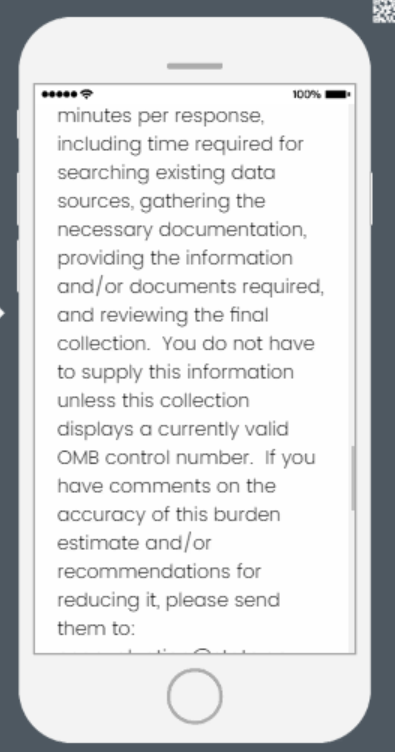 100%
minutes per response,
including time required for
searching existing data
sources, gathering the
necessary documentation,
providing the information
and/or documents required,
and reviewing the final
collection.  You do not have
to supply this information
unless this collection
displays a currently valid
OMB control number.  If you
have comments on the
accuracy of this burden
estimate and/or
recommendations for
reducing it, please send
them to: